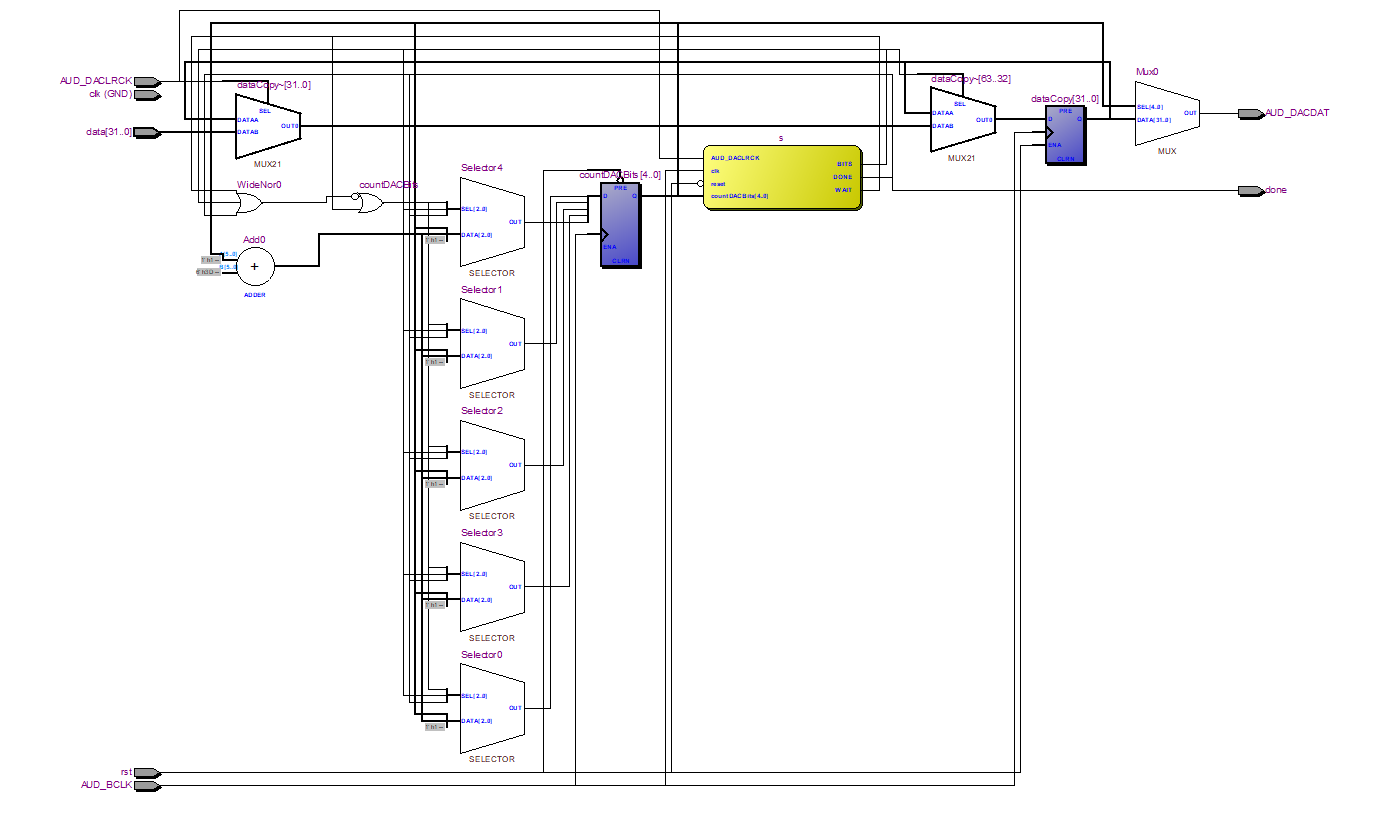 AUD_DACLRCK
clk (GND)
data[31..0]
dataCopy~[31..0]
SEL
DATAA
DATAB
OUT0
MUX21
WideNor0
countDACBits
Add0
+
ADDER
Selector4
SEL[2..0]
DATA[2..0]
OUT
SELECTOR
Selector1
SEL[2..0]
DATA[2..0]
OUT
SELECTOR
Selector2
SEL[2..0]
DATA[2..0]
OUT
SELECTOR
Selector3
SEL[2..0]
DATA[2..0]
OUT
SELECTOR
Selector0
SEL[2..0]
DATA[2..0]
OUT
SELECTOR
countDACBits[4..0]
PRE
D
Q
ENA
CLRN
s
AUD_DACLRCK
clk
reset
countDACBits[4..0]
BITS
DONE
WAIT
dataCopy~[63..32]
SEL
DATAA
DATAB
OUT0
MUX21
dataCopy[31..0]
PRE
D
Q
ENA
CLRN
Mux0
SEL[4..0]
DATA[31..0]
OUT
MUX
AUD_DACDAT
done
rst
AUD_BCLK